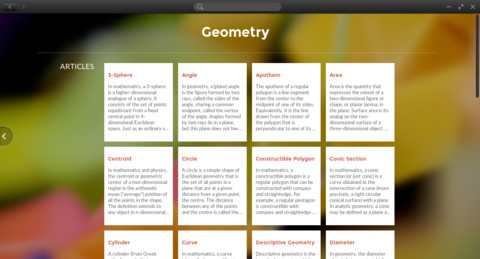 Geometry
ARTICLES
3-Sphere
In mathematics, a 3-sphere
is a higher-dimensional
analogue of a sphere. It
consists of the set of points
equidistant from a fixed
central point in 4-
dimensional Euclidean
space. Just as an ordinary s...
Angle
In geometry, a (plane) angle
is the figure formed by two
rays, called the sides of the
angle, sharing a common
endpoint, called the vertex
of the angle. Angles formed
by two rays lie in a plane,
but this plane does not hav...
Apothem
The apothem of a regular
polygon is a line segment
from the center to the
midpoint of one of its sides.
Equivalently, it is the line
drawn from the center of
the polygon that is
perpendicular to one of its ...
Area
Area is the quantity that
expresses the extent of a
two-dimensional figure or
shape, or planar lamina, in
the plane. Surface area is its
analog on the two-
dimensional surface of a
three-dimensional object. ...
Centroid
In mathematics and physics,
the centroid or geometric
center of a two-dimensional
region is the arithmetic
mean ("average") position of
all the points in the shape.
The definition extends to
any object in n-dimensional...
Circle
A circle is a simple shape of
Euclidean geometry that is
the set of all points in a
plane that are at a given
distance from a given point,
the centre. The distance
between any of the points
and the centre is called the...
Constructible Polygon
In mathematics, a
constructible polygon is a
regular polygon that can be
constructed with compass
and straightedge. For
example, a regular pentagon
is constructible with
compass and straightedge ...
Conic Section
In mathematics, a conic
section (or just conic) is a
curve obtained as the
intersection of a cone (more
precisely, a right circular
conical surface) with a plane.
In analytic geometry, a conic
may be defined as a plane a...
Cylinder
A cylinder (from Greek
Curve
In mathematics, a curve
Descriptive Geometry
Descriptive geometry is the
Diameter
In geometry, the diameter